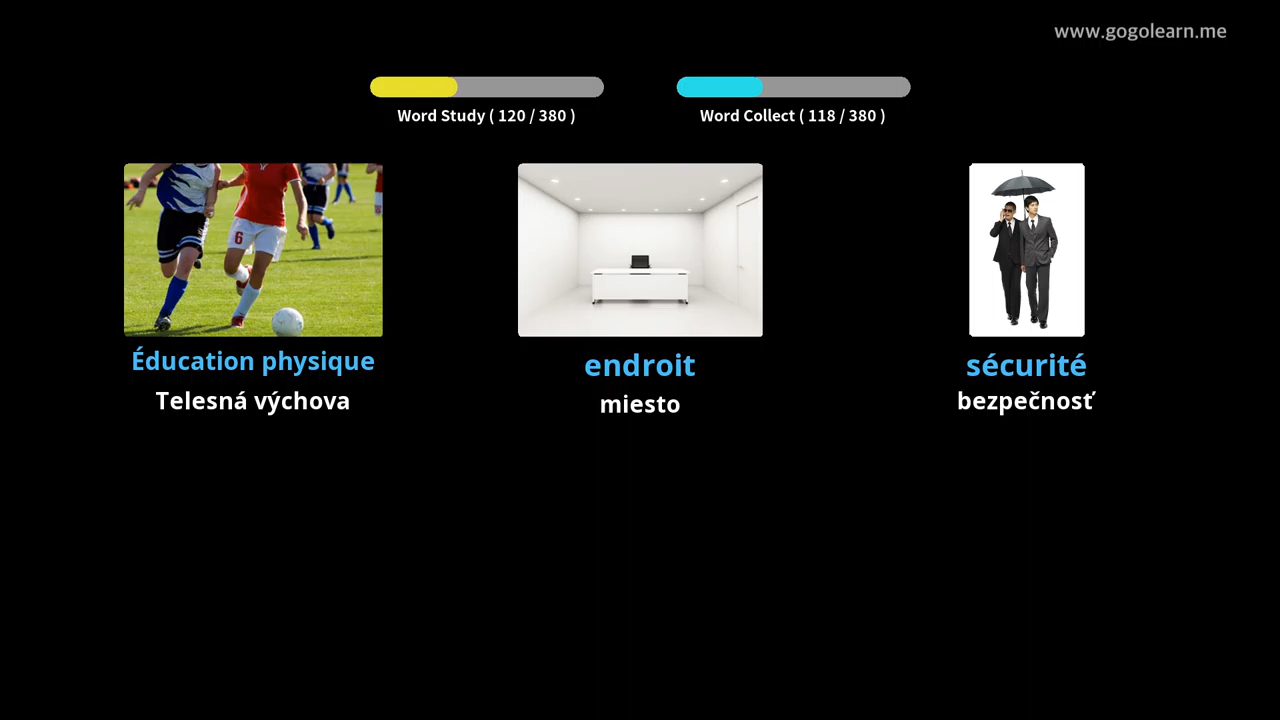 www.gogolearn.me
Word Study ( 120 / 380 )
Word Collect ( 118 / 380 )
6
Éducation physique
endroit
sécurité
Telesná výchova
miesto
bezpečnosť